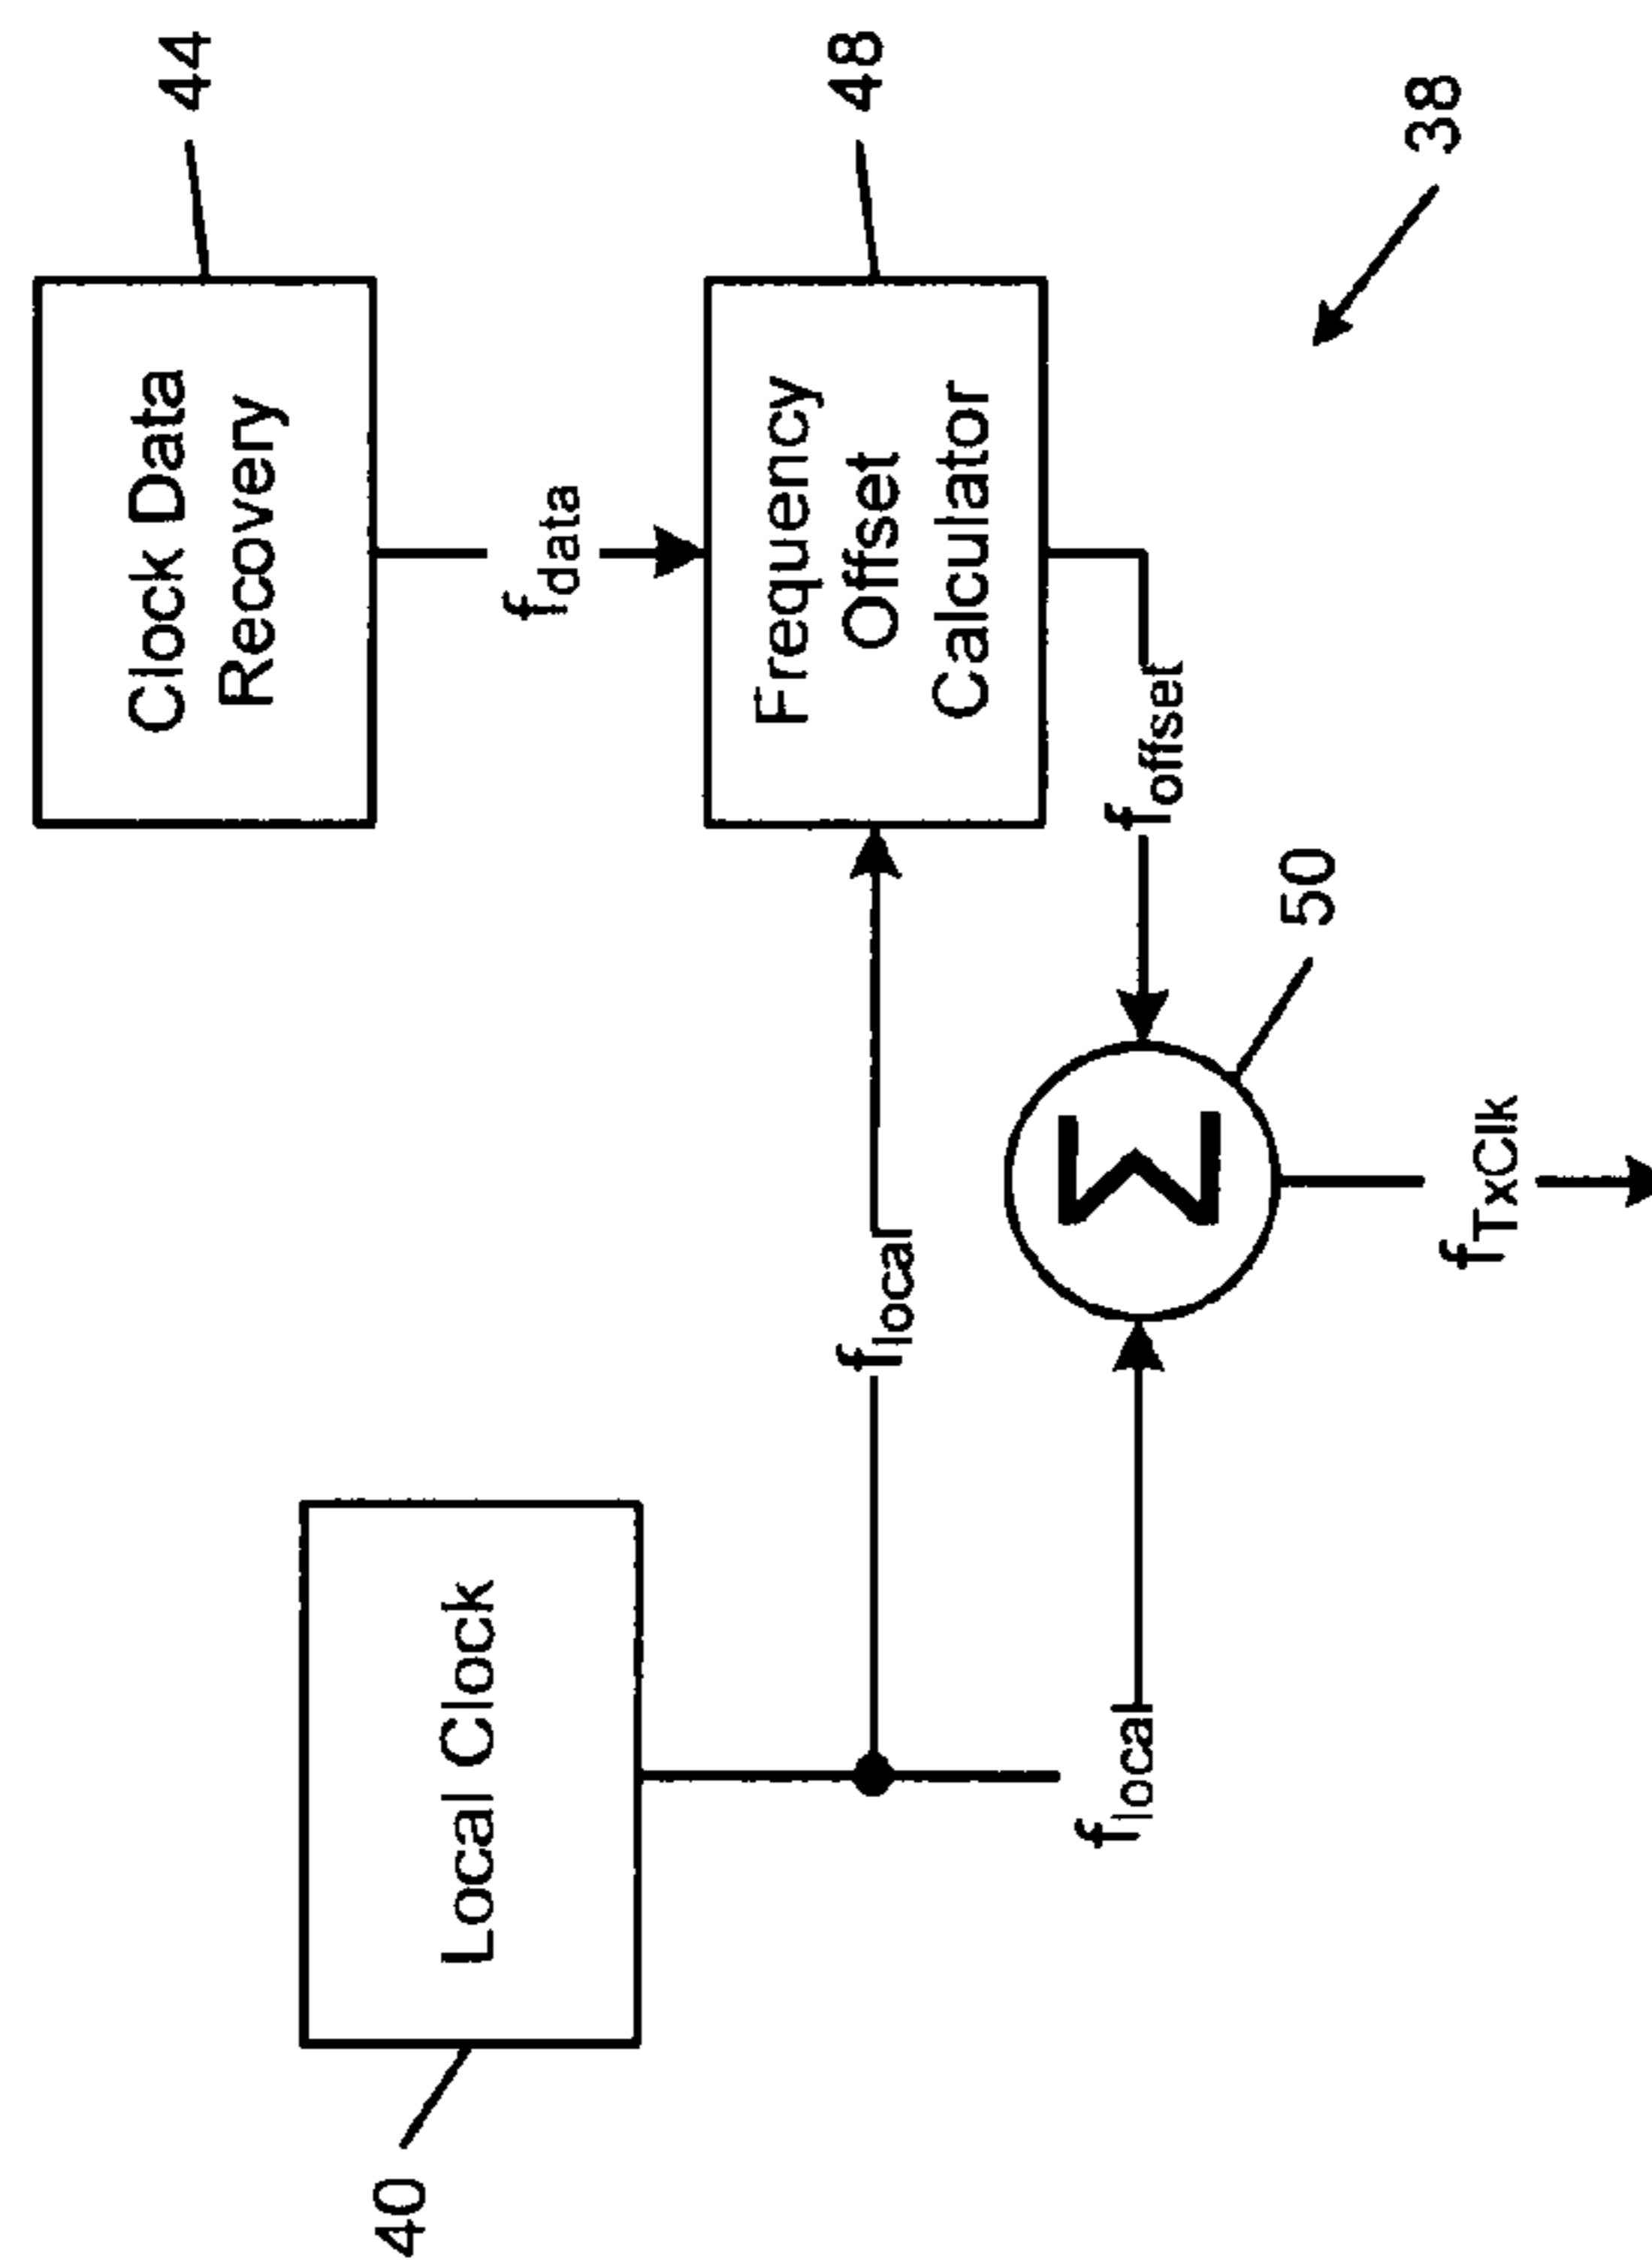 44
Clock Data
Recovery
f_data
40
Local Clock
48
Frequency
Offset
Calculator
f_local
f_offset
f_local
Σ
50
f_TxClk
38